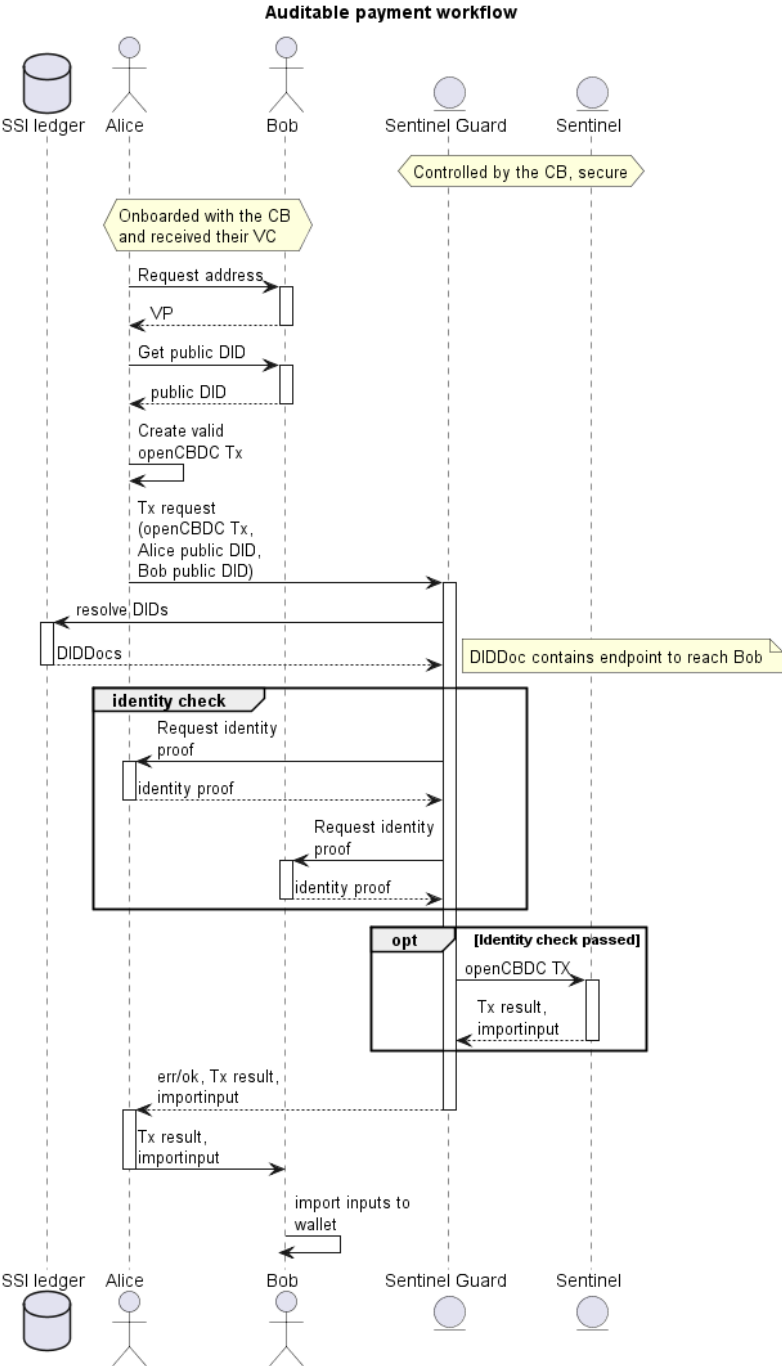 Auditable payment workflow
SSI ledger
Alice
Bob
Sentinel Guard
Sentinel
Controlled by the CB, secure
Onboarded with the CB
and received their VC
Request address
VP
Get public DID
public DID
Create valid
openCBDC Tx
Tx request
(openCBDC Tx,
Alice public DID,
Bob public DID)
resolve DIDs
DIDDocs
DIDDoc contains endpoint to reach Bob
identity check
Request identity
proof
identity proof
Request identity
proof
identity proof
opt
[Identity check passed]
openCBDC TX
Tx result,
importinput
err/ok, Tx result,
importinput
Tx result,
importinput
import inputs to
wallet
SSI ledger
Alice
Bob
Sentinel Guard
Sentinel